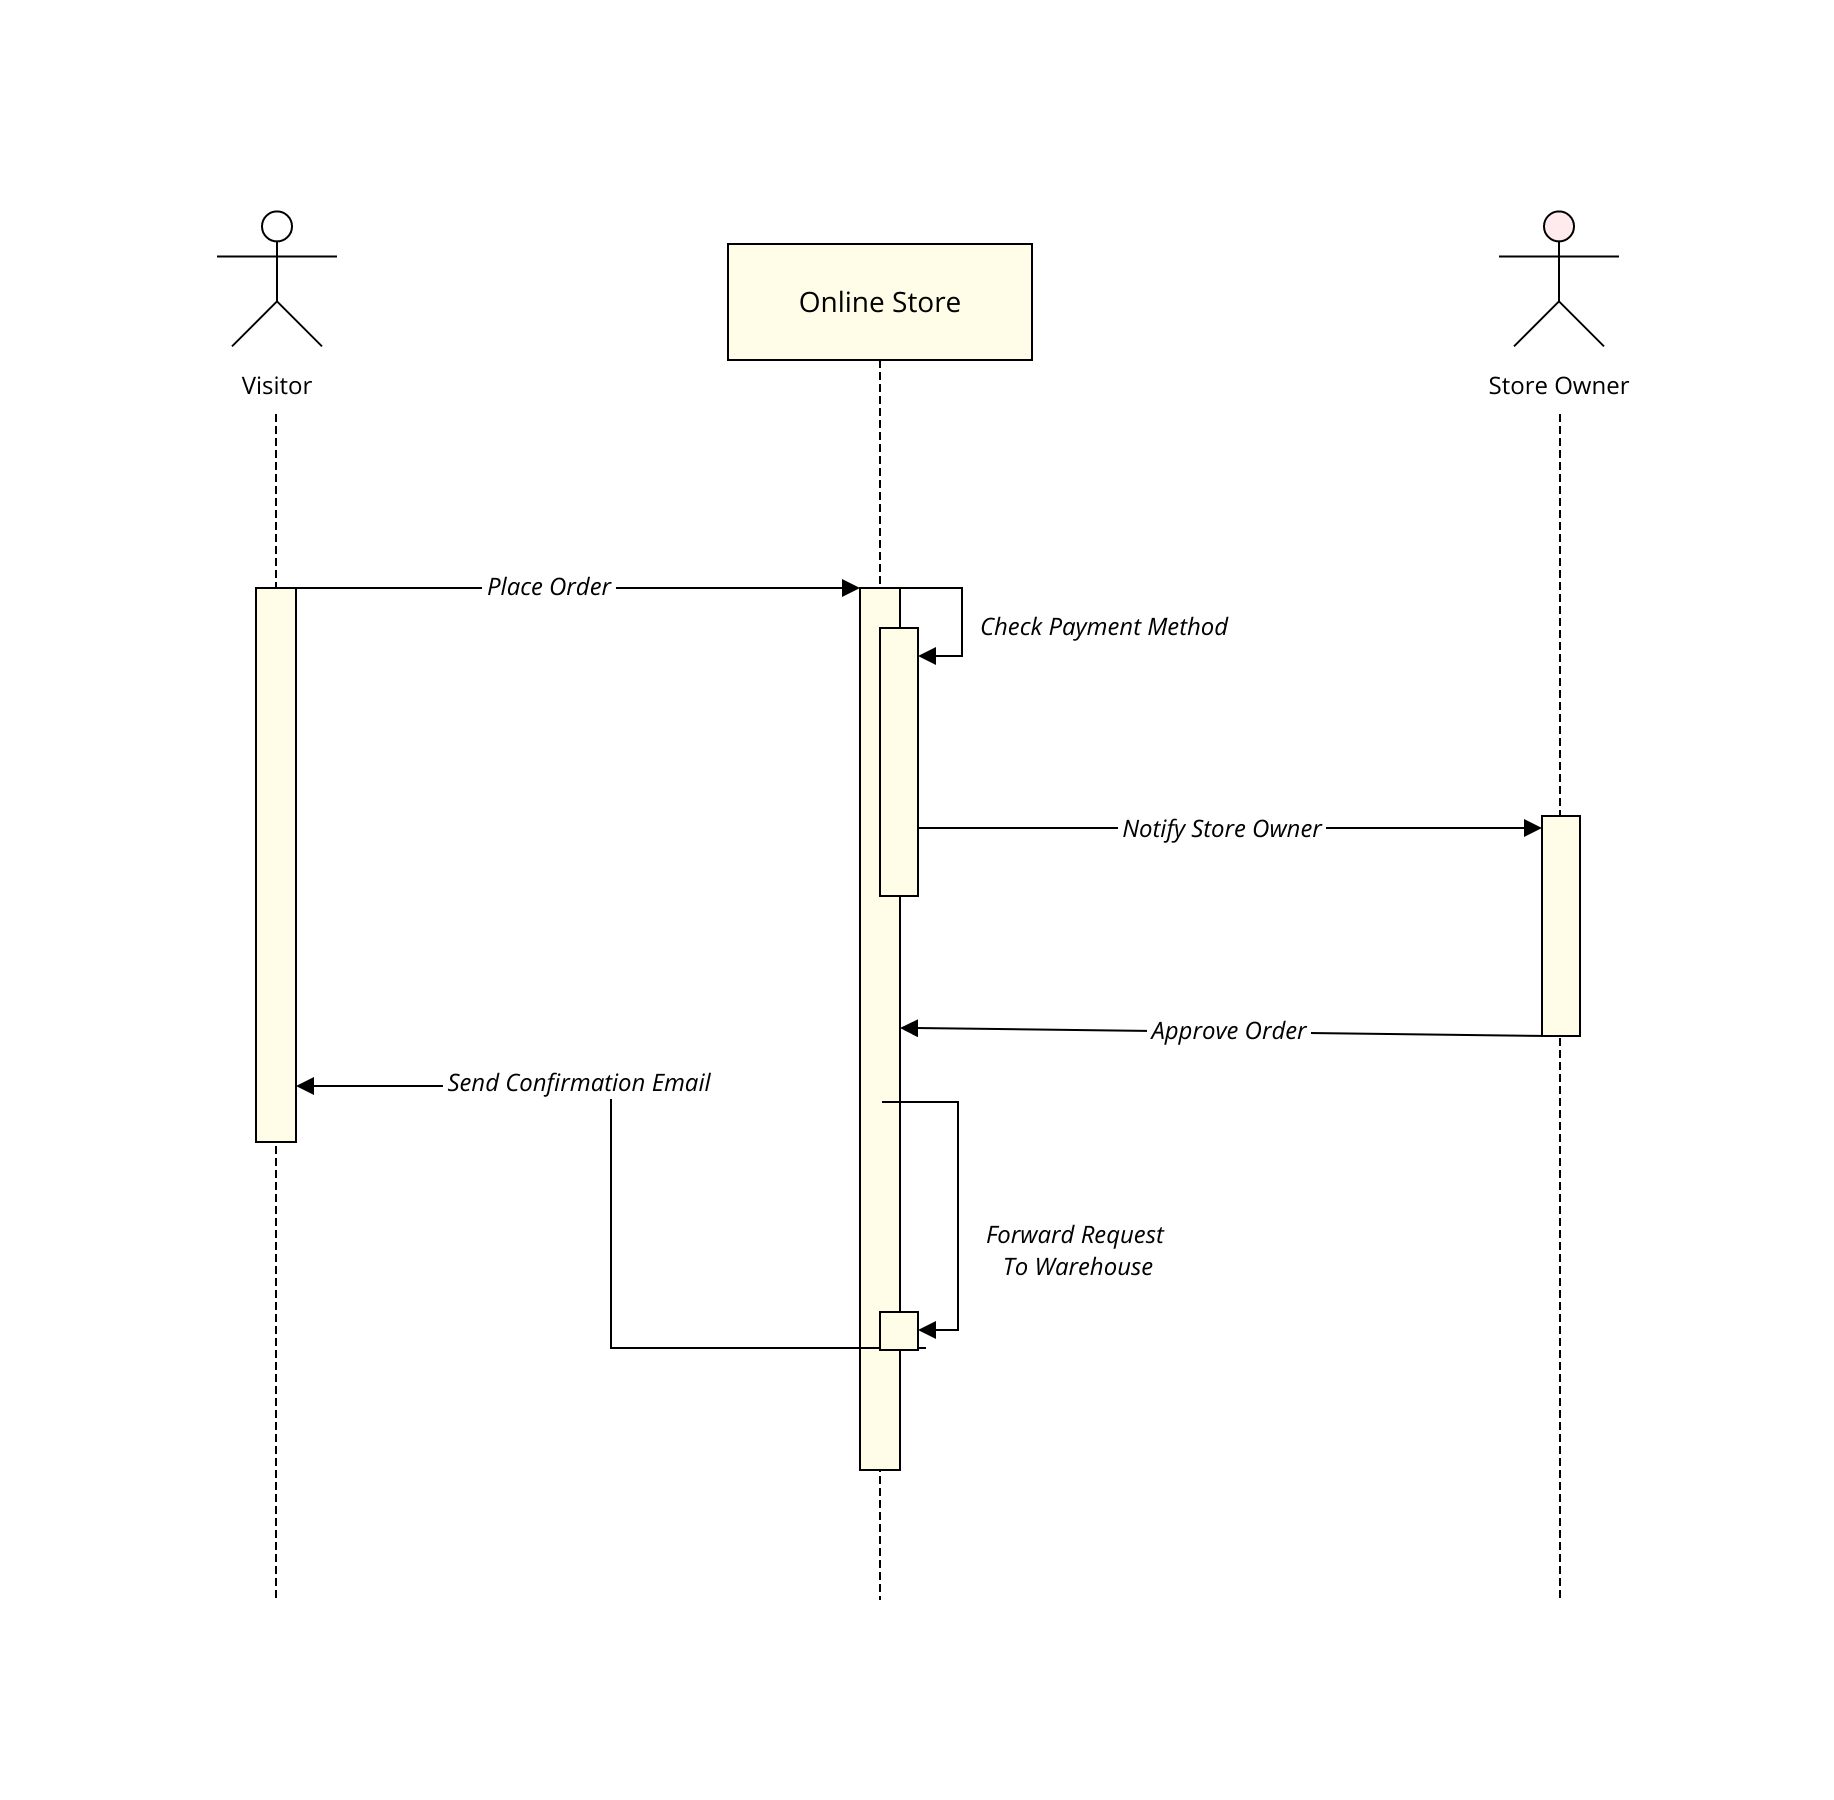 Online Store
Visitor
Store Owner
Place Order
Check Payment Method
Notify Store Owner
Approve Order
Send Confirmation Email
Forward Request
To Warehouse